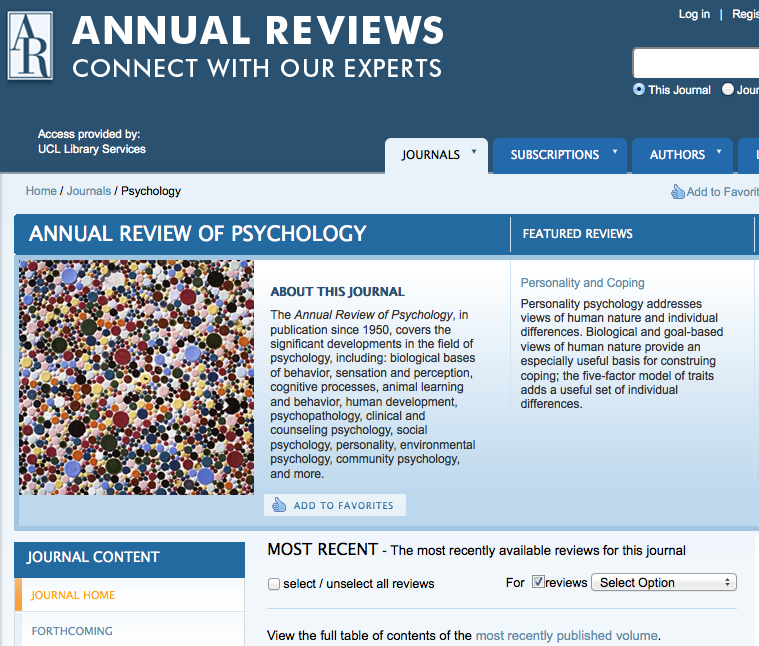 AR
ANNUAL REVIEWS
CONNECT WITH OUR EXPERTS
Log in | Regis
This Journal Jour
Access provided by:
UCL Library Services
JOURNALS SUBSCRIPTIONS AUTHORS
Home / Journals / Psychology
Add to Favorit
ANNUAL REVIEW OF PSYCHOLOGY
FEATURED REVIEWS
ABOUT THIS JOURNAL
The Annual Review of Psychology, in
publication since 1950, covers the
significant developments in the field of
psychology, including: biological bases
of behavior, sensation and perception,
cognitive processes, animal learning
and behavior, human development,
psychopathology, clinical and
counseling psychology, social
psychology, personality, environmental
psychology, community psychology,
and more.
ADD TO FAVORITES
Personality and Coping
Personality psychology addresses
views of human nature and individual
differences. Biological and goal-based
views of human nature provide an
especially useful basis for construing
coping; the five-factor model of traits
adds a useful set of individual
differences.
JOURNAL CONTENT
JOURNAL HOME
FORTHCOMING
MOST RECENT - The most recently available reviews for this journal
select / unselect all reviews For reviews Select Option
View the full table of contents of the most recently published volume.